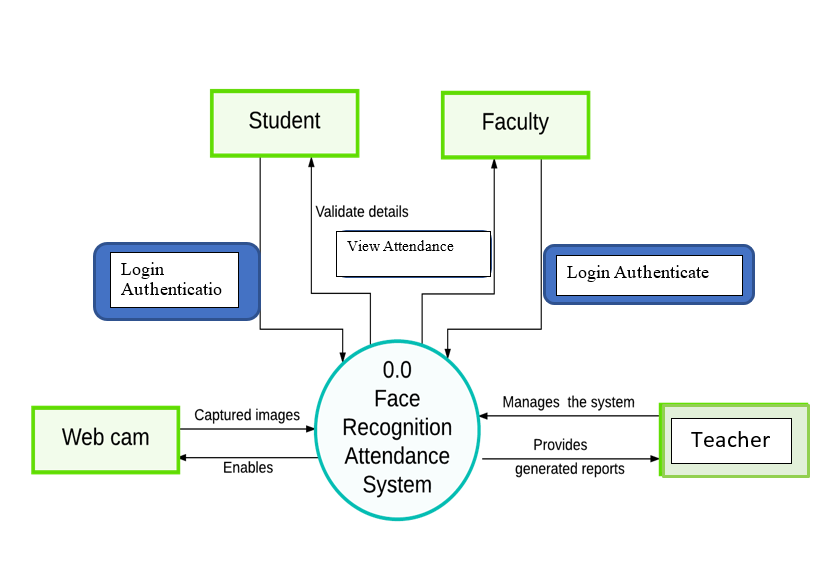 Student
Faculty
Validate details
View Attendance
Login
Authenticatio
Login Authenticate
0.0
Face
Recognition
Attendance
System
Web cam
Captured images
Enables
Manages  the system
Provides
generated reports
Teacher